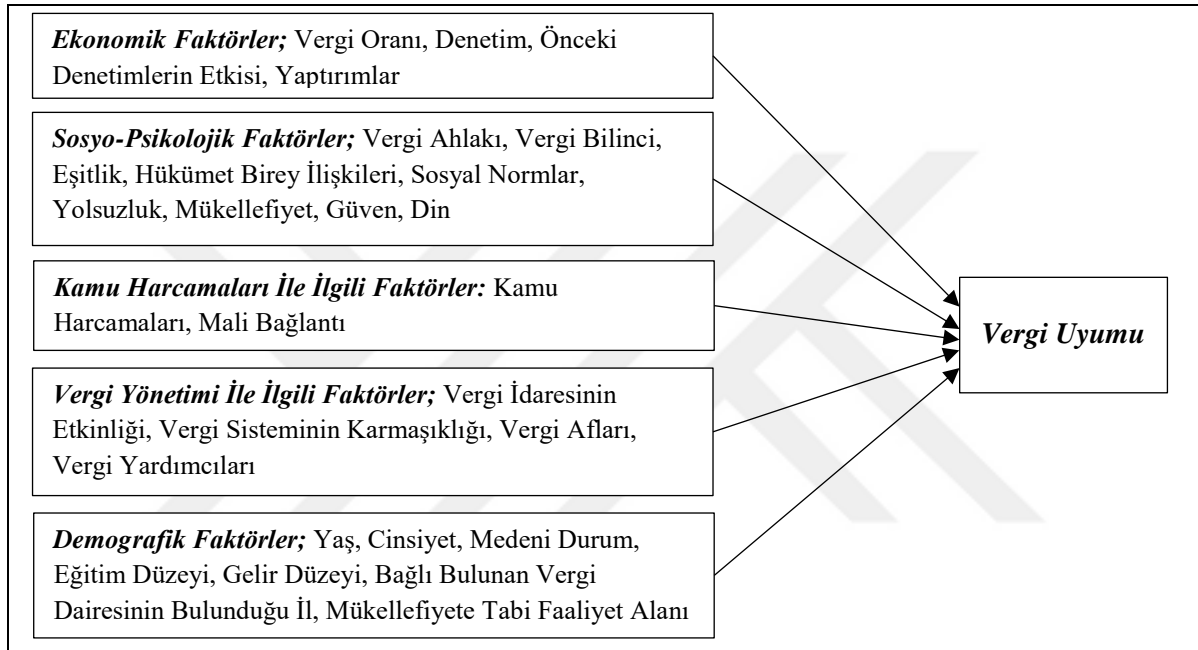 Ekonomik Faktörler; Vergi Oranı, Denetim, Önceki
Denetimlerin Etkisi, Yaptırımlar
Sosyo-Psikolojik Faktörler; Vergi Ahlakı, Vergi Bilinci,
Eşitlik, Hükümet Birey İlişkileri, Sosyal Normlar,
Yolsuzluk, Mükellefiyet, Güven, Din
Kamu Harcamaları İle İlgili Faktörler: Kamu
Harcamaları, Mali Bağlantı
Vergi Yönetimi İle İlgili Faktörler; Vergi İdaresinin
Etkinliği, Vergi Sisteminin Karmaşıklığı, Vergi Afları,
Vergi Yardımcıları
Demografik Faktörler; Yaş, Cinsiyet, Medeni Durum,
Eğitim Düzeyi, Gelir Düzeyi, Bağlı Bulunan Vergi
Dairesinin Bulunduğu İl, Mükellefiyete Tabi Faaliyet Alanı
Vergi Uyumu